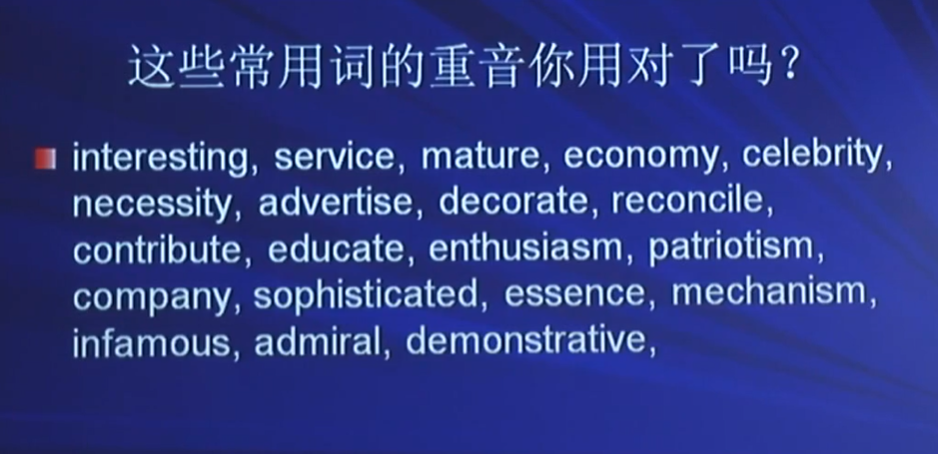 这些常用词的重音你用对了吗？
interesting, service, mature, economy, celebrity,
necessity, advertise, decorate, reconcile,
contribute, educate, enthusiasm, patriotism,
company, sophisticated, essence, mechanism,
infamous, admiral, demonstrative,